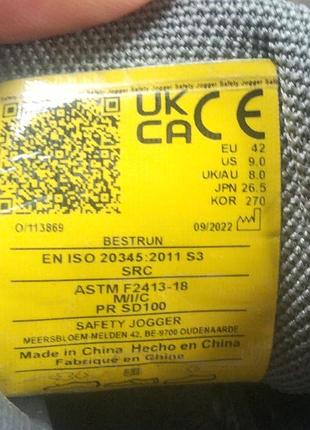 Safety Jogger Safety Jogger Safety Jogger Safety Jogger
UK
CA CE
EU 42
US 9.0
UK/AU 8.0
JPN 26.5
KOR 270
O/113869
09/2022
BESTRUN
EN ISO 20345:2011 S3
SRC
ASTM F2413-18
M/I/C
PR SD100
SAFETY JOGGER
MEERSBLOEM-MELDEN 42, BE-9700 OUDENAARDE
Made in China Hecho en China
Fabriqué en Chine